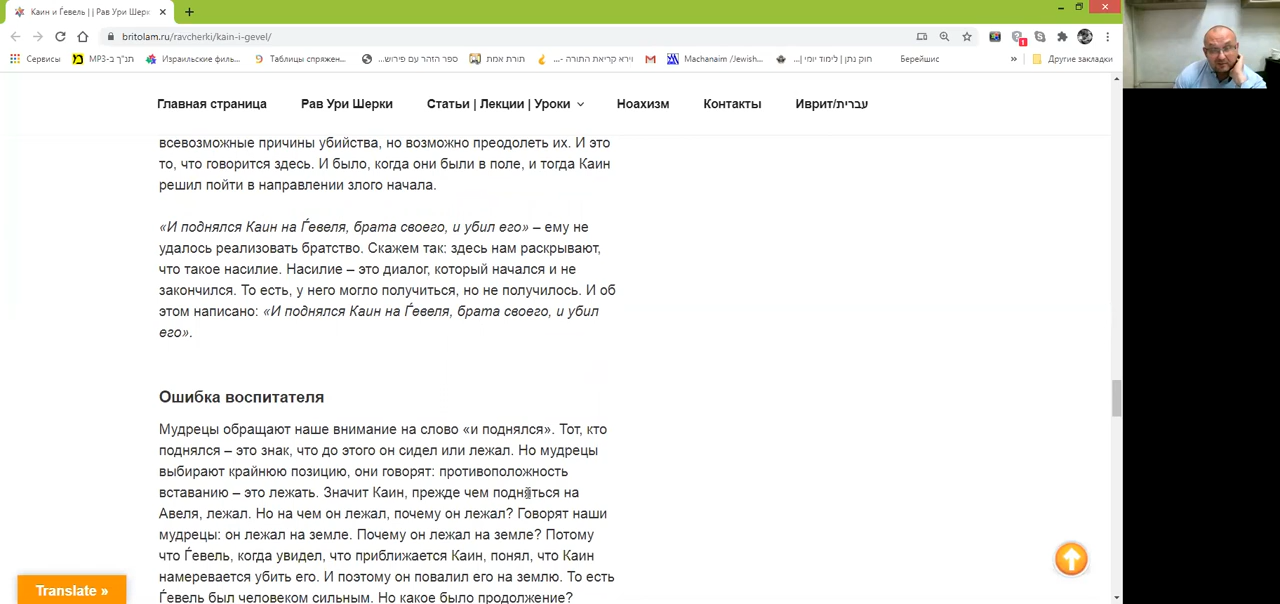 Каин и Ѓевель | | Рав Ури Шерк
britolam.ru/ravcherki/kain-i-gevel/
Сервисы
תנ"ך ב-MP3
Израильские филь...
Таблицы спряжен...
ספר הזהר עם פירוש...
תורת אמת
וירא קריאת התורה -...
Machanaim /Jewish...
חוק נתן | לימוד יומי |...
Берейшис
»
Другие закладки
Главная страница
Рав Ури Шерки
Статьи | Лекции | Уроки
Ноахизм
Контакты
Иврит/עברית
всевозможные причины убийства, но возможно преодолеть их. И это
то, что говорится здесь. И было, когда они были в поле, и тогда Каин
решил пойти в направлении злого начала.
«И поднялся Каин на Ѓевеля, брата своего, и убил его» – ему не
удалось реализовать братство. Скажем так: здесь нам раскрывают,
что такое насилие. Насилие – это диалог, который начался и не
закончился. То есть, у него могло получиться, но не получилось. И об
этом написано: «И поднялся Каин на Ѓевеля, брата своего, и убил
его».
Ошибка воспитателя
Мудрецы обращают наше внимание на слово «и поднялся». Тот, кто
поднялся – это знак, что до этого он сидел или лежал. Но мудрецы
выбирают крайнюю позицию, они говорят: противоположность
вставанию – это лежать. Значит Каин, прежде чем подняться на
Авеля, лежал. Но на чем он лежал, почему он лежал? Говорят наши
мудрецы: он лежал на земле. Почему он лежал на земле? Потому
что Ѓевель, когда увидел, что приближается Каин, понял, что Каин
намеревается убить его. И поэтому он повалил его на землю. То есть
Ѓевель был человеком сильным. Но какое было продолжение?
Translate »